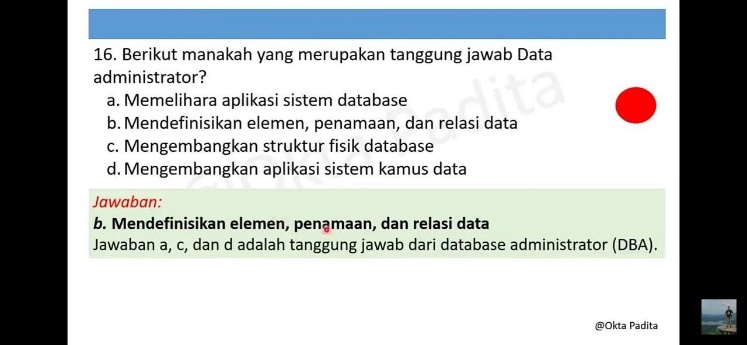 16. Berikut manakah yang merupakan tanggung jawab Data
administrator?
a. Memelihara aplikasi sistem database
b. Mendefinisikan elemen, penamaan, dan relasi data
c. Mengembangkan struktur fisik database
d. Mengembangkan aplikasi sistem kamus data
Jawaban:
b. Mendefinisikan elemen, penamaan, dan relasi data
Jawaban a, c, dan d adalah tanggung jawab dari database administrator (DBA).
@Okta Padita